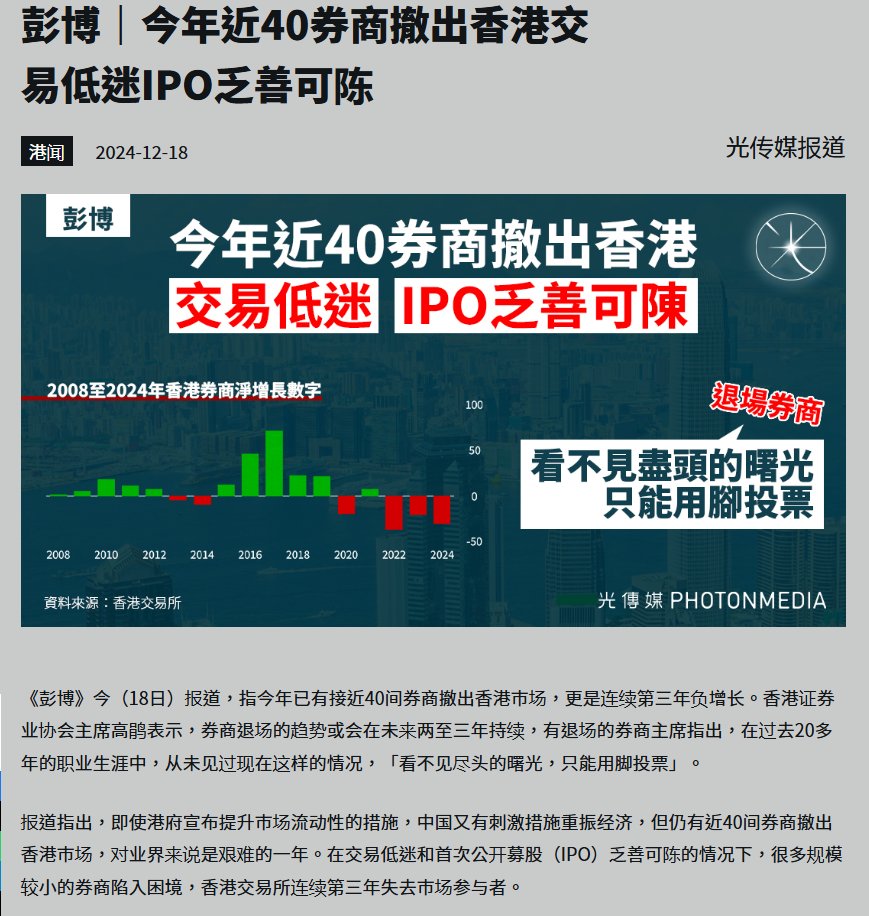 彭博｜今年近40券商撤出香港交
易低迷IPO乏善可陈
港闻 2024-12-18 光传媒报道
彭博
今年近40券商撤出香港
交易低迷 IPO乏善可陳
2008至2024年香港券商淨增長數字
100
50
0
-50
2008 2010 2012 2014 2016 2018 2020 2022 2024
資料來源：香港交易所
退場券商
看不見盡頭的曙光
只能用腳投票
光傳媒 PHOTONMEDIA
《彭博》今（18日）报道，指今年已有接近40间券商撤出香港市场，更是连续第三年负增长。香港证券
业协会主席高鹃表示，券商退场的趋势或会在未来两至三年持续，有退场的券商主席指出，在过去20多
年的职业生涯中，从未见过现在这样的情况，「看不见尽头的曙光，只能用脚投票」。
报道指出，即使港府宣布提升市场流动性的措施，中国又有刺激措施重振经济，但仍有近40间券商撤出
香港市场，对业界来说是艰难的一年。在交易低迷和首次公开募股（IPO）乏善可陈的情况下，很多规模
较小的券商陷入困境，香港交易所连续第三年失去市场参与者。